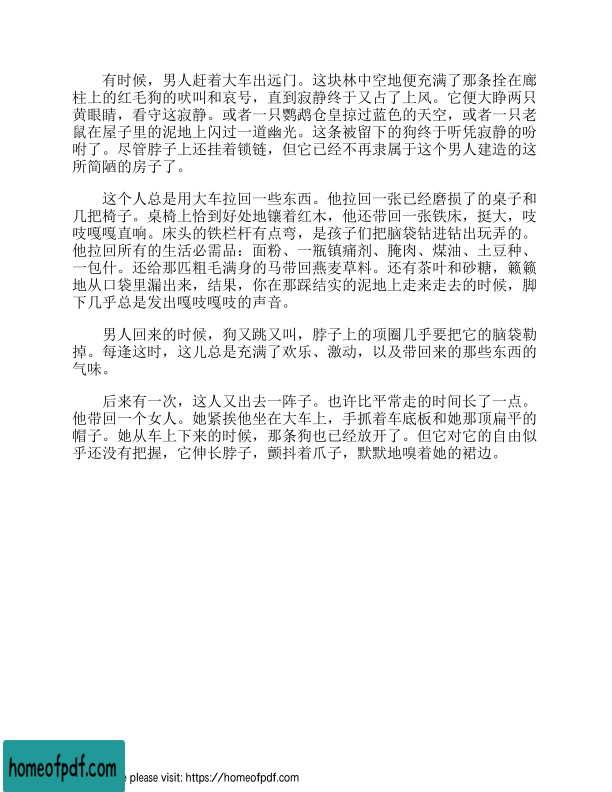 有时候，男人赶着大车出远门。这块林中空地便充满了那条拴在廊
柱上的红毛狗的吠叫和哀号，直到寂静终于又占了上风。它便大睁两只
黄眼睛，看守这寂静。或者一只鹦鹉仓皇掠过蓝色的天空，或者一只老
鼠在屋子里的泥地上闪过一道幽光。这条被留下的狗终于听凭寂静的吩
咐了。尽管脖子上还挂着锁链，但它已经不再隶属于这个男人建造的这
所简陋的房子了。
这个人总是用大车拉回一些东西。他拉回一张已经磨损了的桌子和
几把椅子。桌椅上恰到好处地镶着红木，他还带回一张铁床，挺大，吱
吱嘎嘎直响。床头的铁栏杆有点弯，是孩子们把脑袋钻进钻出玩弄的。
他拉回所有的生活必需品：面粉、一瓶镇痛剂、腌肉、煤油、土豆种、
一包什。还给那匹粗毛满身的马带回燕麦草料。还有茶叶和砂糖，簌簌
地从口袋里漏出来，结果，你在那踩结实的泥地上走来走去的时候，脚
下几乎总是发出嘎吱嘎吱的声音。
男人回来的时候，狗又跳又叫，脖子上的项圈几乎要把它的脑袋勒
掉。每逢这时，这儿总是充满了欢乐、激动，以及带回来的那些东西的
气味。
后来有一次，这人又出去一阵子。也许比平常走的时间长了一点。
他带回一个女人。她紧挨他坐在大车上，手抓着车底板和她那顶扁平的
帽子。她从车上下来的时候，那条狗也已经放开了。但它对它的自由似
乎还没有把握，它伸长脖子，颤抖着爪子，默默地嗅着她的裙边。
homeofpdf.com
e please visit: https://homeofpdf.com